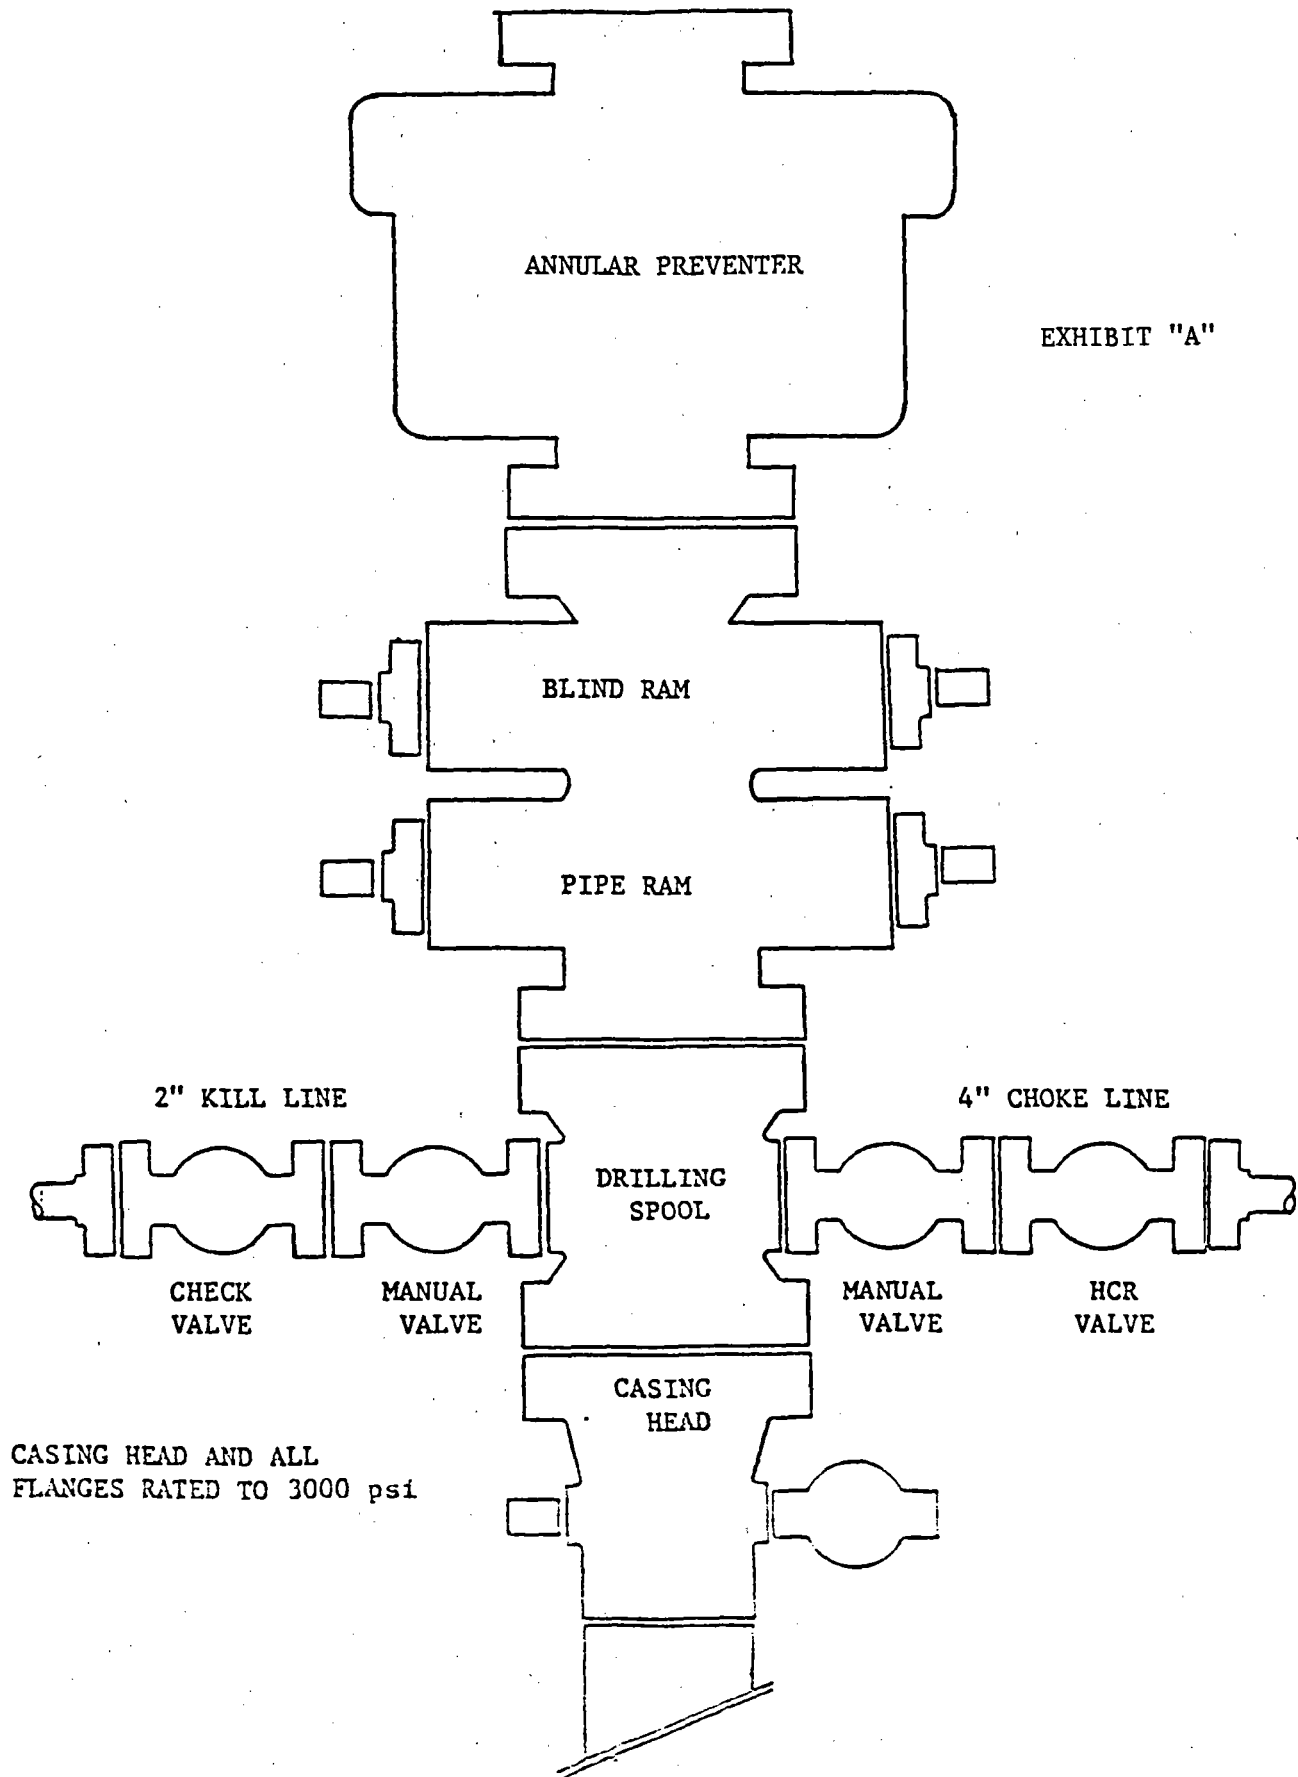 ANNULAR PREVENTER
EXHIBIT "A"
BLIND RAM
PIPE RAM
2" KILL LINE
4" CHOKE LINE
DRILLING
SPOOL
CHECK
VALVE
MANUAL
VALVE
MANUAL
VALVE
HCR
VALVE
CASING
HEAD
CASING HEAD AND ALL
FLANGES RATED TO 3000 psi